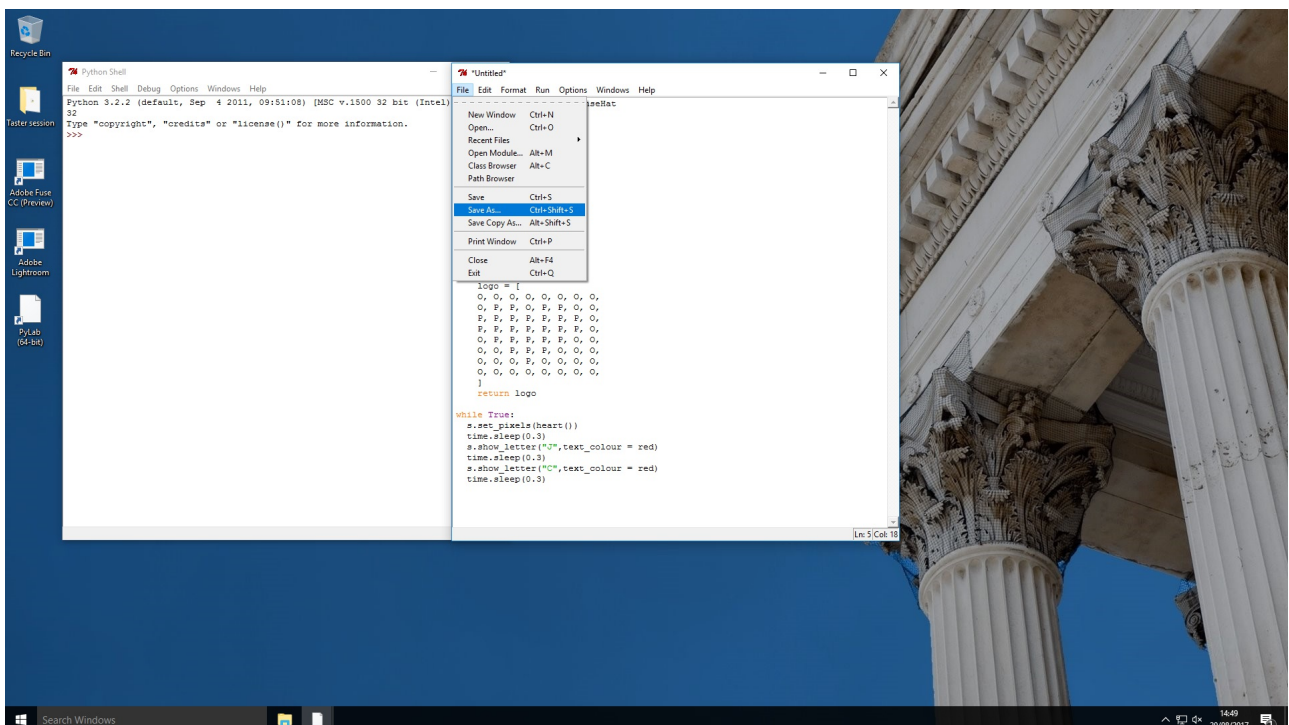 Recycle Bin
Taster session
Adobe Fuse
CC (Preview)
Adobe
Lightroom
PyLab
(64-bit)
Python Shell
File Edit Shell Debug Options Windows Help
Python 3.2.2 (default, Sep 4 2011, 09:51:08) [MSC v.1500 32 bit (Intel)
32
Type "copyright", "credits" or "license()" for more information.
>>>
*Untitled*
File Edit Format Run Options Windows Help
seHat
New Window Ctrl+N
Open... Ctrl+O
Recent Files
Open Module... Alt+M
Class Browser Alt+C
Path Browser
Save Ctrl+S
Save As... Ctrl+Shift+S
Save Copy As... Alt+Shift+S
Print Window Ctrl+P
Close Alt+F4
Exit Ctrl+Q
logo = [
O, O, O, O, O, O, O, O,
O, P, P, O, P, P, O, O,
P, P, P, P, P, P, P, O,
P, P, P, P, P, P, P, O,
O, P, P, P, P, P, O, O,
O, O, P, P, P, O, O, O,
O, O, O, P, O, O, O, O,
O, O, O, O, O, O, O, O,
]
return logo
while True:
s.set_pixels(heart())
time.sleep(0.3)
s.show_letter("J",text_colour = red)
time.sleep(0.3)
s.show_letter("C",text_colour = red)
time.sleep(0.3)
Ln: 5 Col: 18
Search Windows
14:49